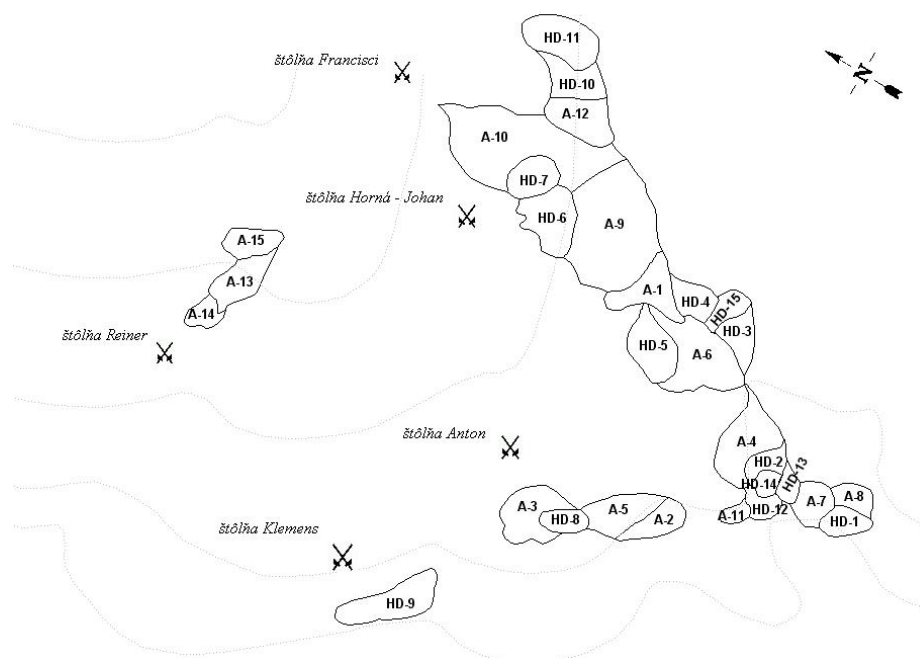 HD-11
štôlňa Francisci
N
HD-10
A-12
A-10
HD-7
štôlňa Horná - Johan
HD-6
A-9
A-15
A-13
A-1
HD-4
HD-15
A-14
HD-3
štôlňa Reiner
HD-5
A-6
štôlňa Anton
A-4
HD-2
HD-13
HD-14
A-3
HD-8
A-5
A-2
A-11
HD-12
A-7
A-8
HD-1
štôlňa Klemens
HD-9